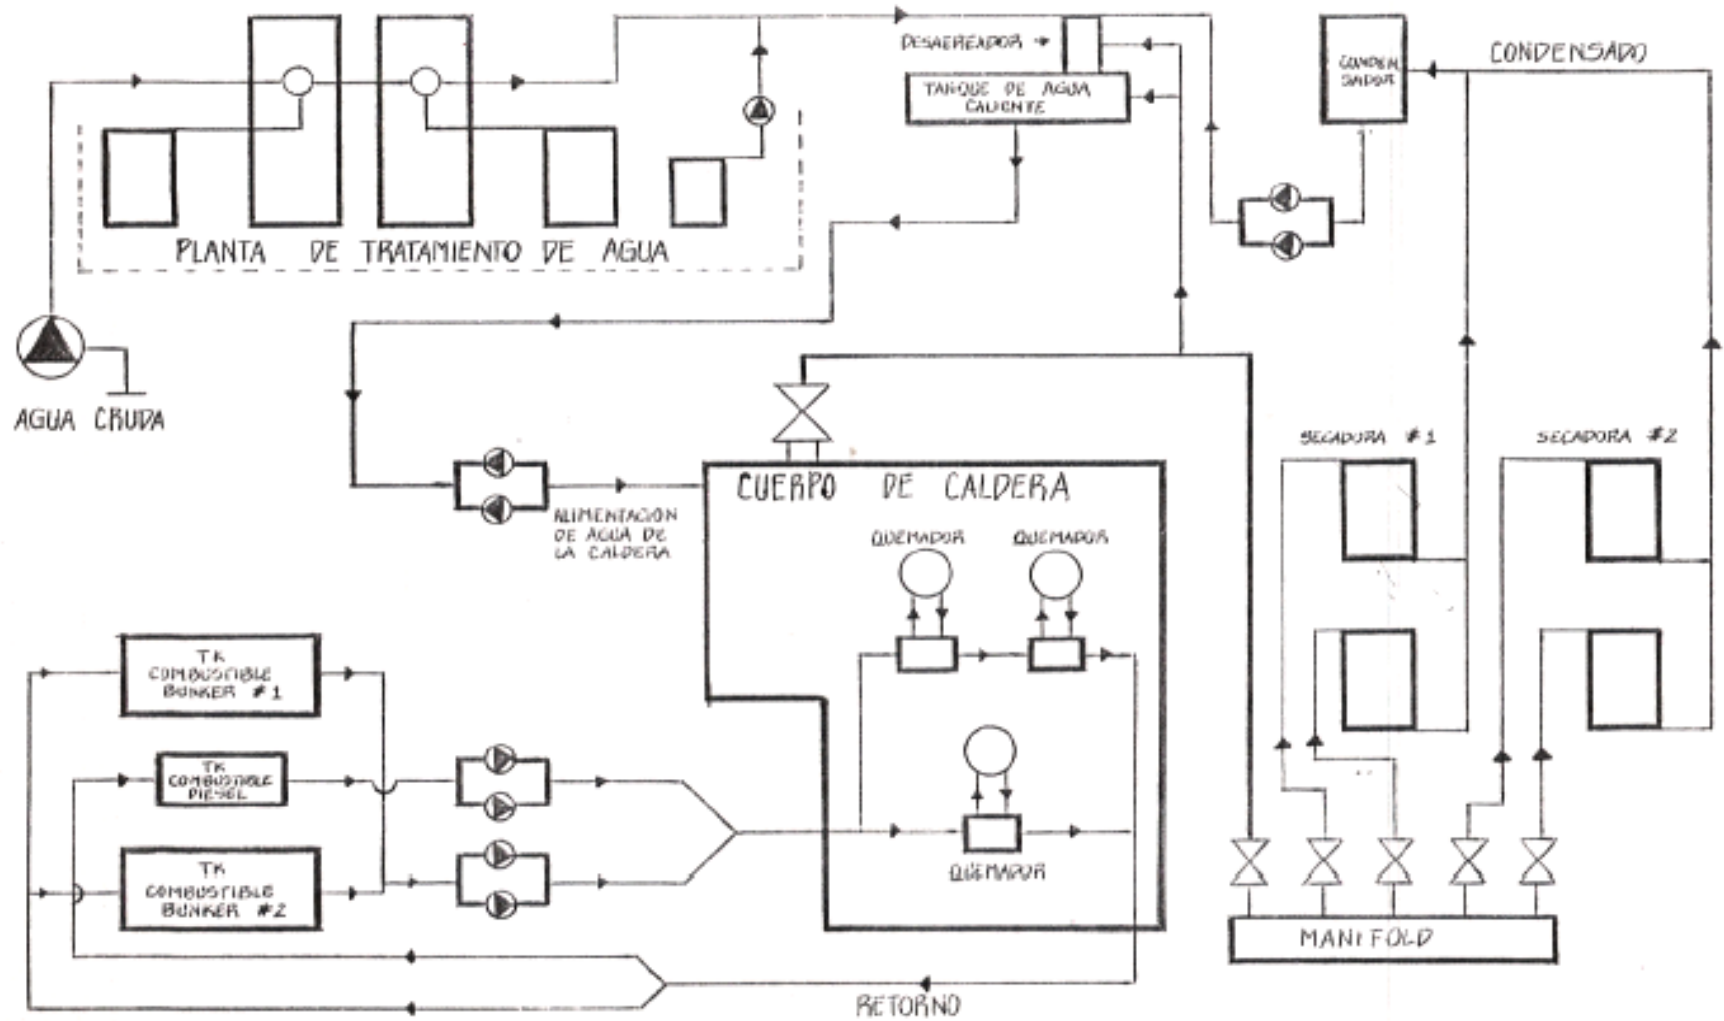 DESAEREADOR
CONDENSADO
CONDEN
SADOR
TANQUE DE AGUA
CALIENTE
PLANTA DE TRATAMIENTO DE AGUA
AGUA CRUDA
SECADORA #1
SECADORA #2
CUERPO DE CALDERA
ALIMENTACION
DE AGUA DE
LA CALDERA
QUEMADOR
QUEMADOR
TK
COMBUSTIBLE
BUNKER #1
TK
COMBUSTIBLE
DIESEL
TK
COMBUSTIBLE
BUNKER #2
QUEMADOR
MANIFOLD
RETORNO